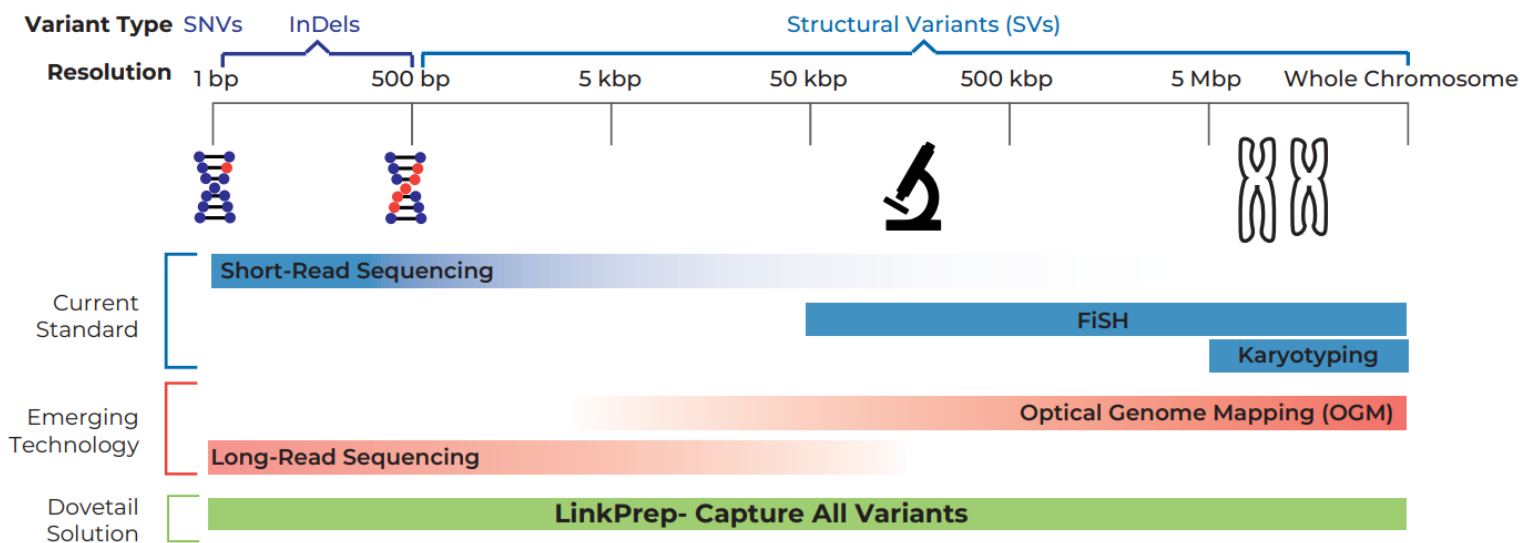 Variant Type SNVs InDels Structural Variants (SVs)
Resolution 1 bp 500 bp 5 kbp 50 kbp 500 kbp 5 Mbp Whole Chromosome
Short-Read Sequencing
Current
Standard
FiSH
Karyotyping
Emerging
Technology
Optical Genome Mapping (OGM)
Long-Read Sequencing
Dovetail
Solution
LinkPrep- Capture All Variants